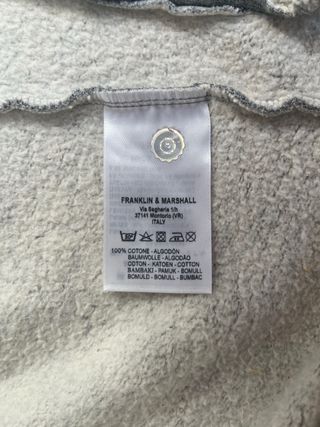 FRANKLIN & MARSHALL
Via Segheria 1/h
37141 Montorio (VR)
ITALY
100% COTONE - ALGODÓN
BAUMWOLLE - ALGODÃO
COTON - KATOEN - COTTON
ΒΑΜΒΑΚΙ - PAMUK - BOMULL
BOMULD - BOMULL - BUMBAC